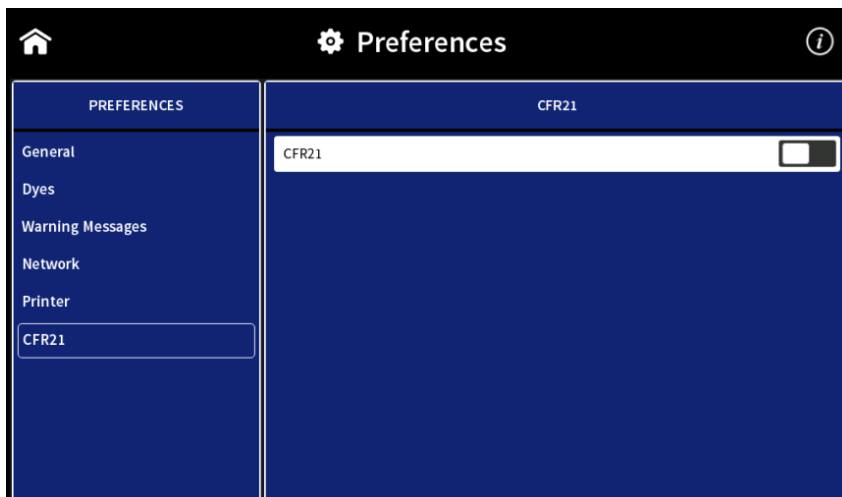 Preferences
i
PREFERENCES
General
Dyes
Warning Messages
Network
Printer
CFR21
CFR21
CFR21